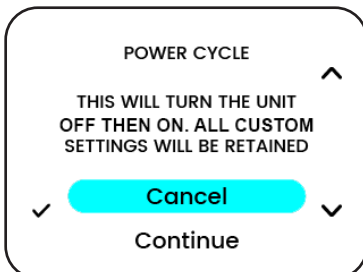 POWER CYCLE
THIS WILL TURN THE UNIT
OFF THEN ON. ALL CUSTOM
SETTINGS WILL BE RETAINED
Cancel
Continue